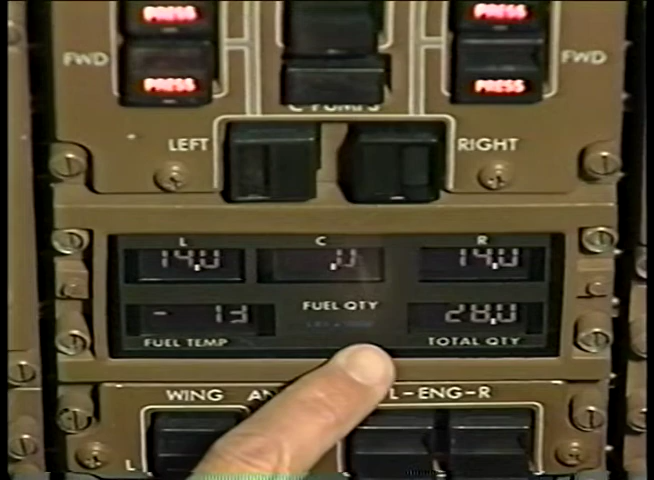 PRESS PRESS
FWD FWD
PRESS PRESS
C PUMPS
LEFT RIGHT
L C R
14.0 .0 14.0
FUEL QTY
- 13 28.0
FUEL TEMP TOTAL QTY
WING L-ENG-R
L